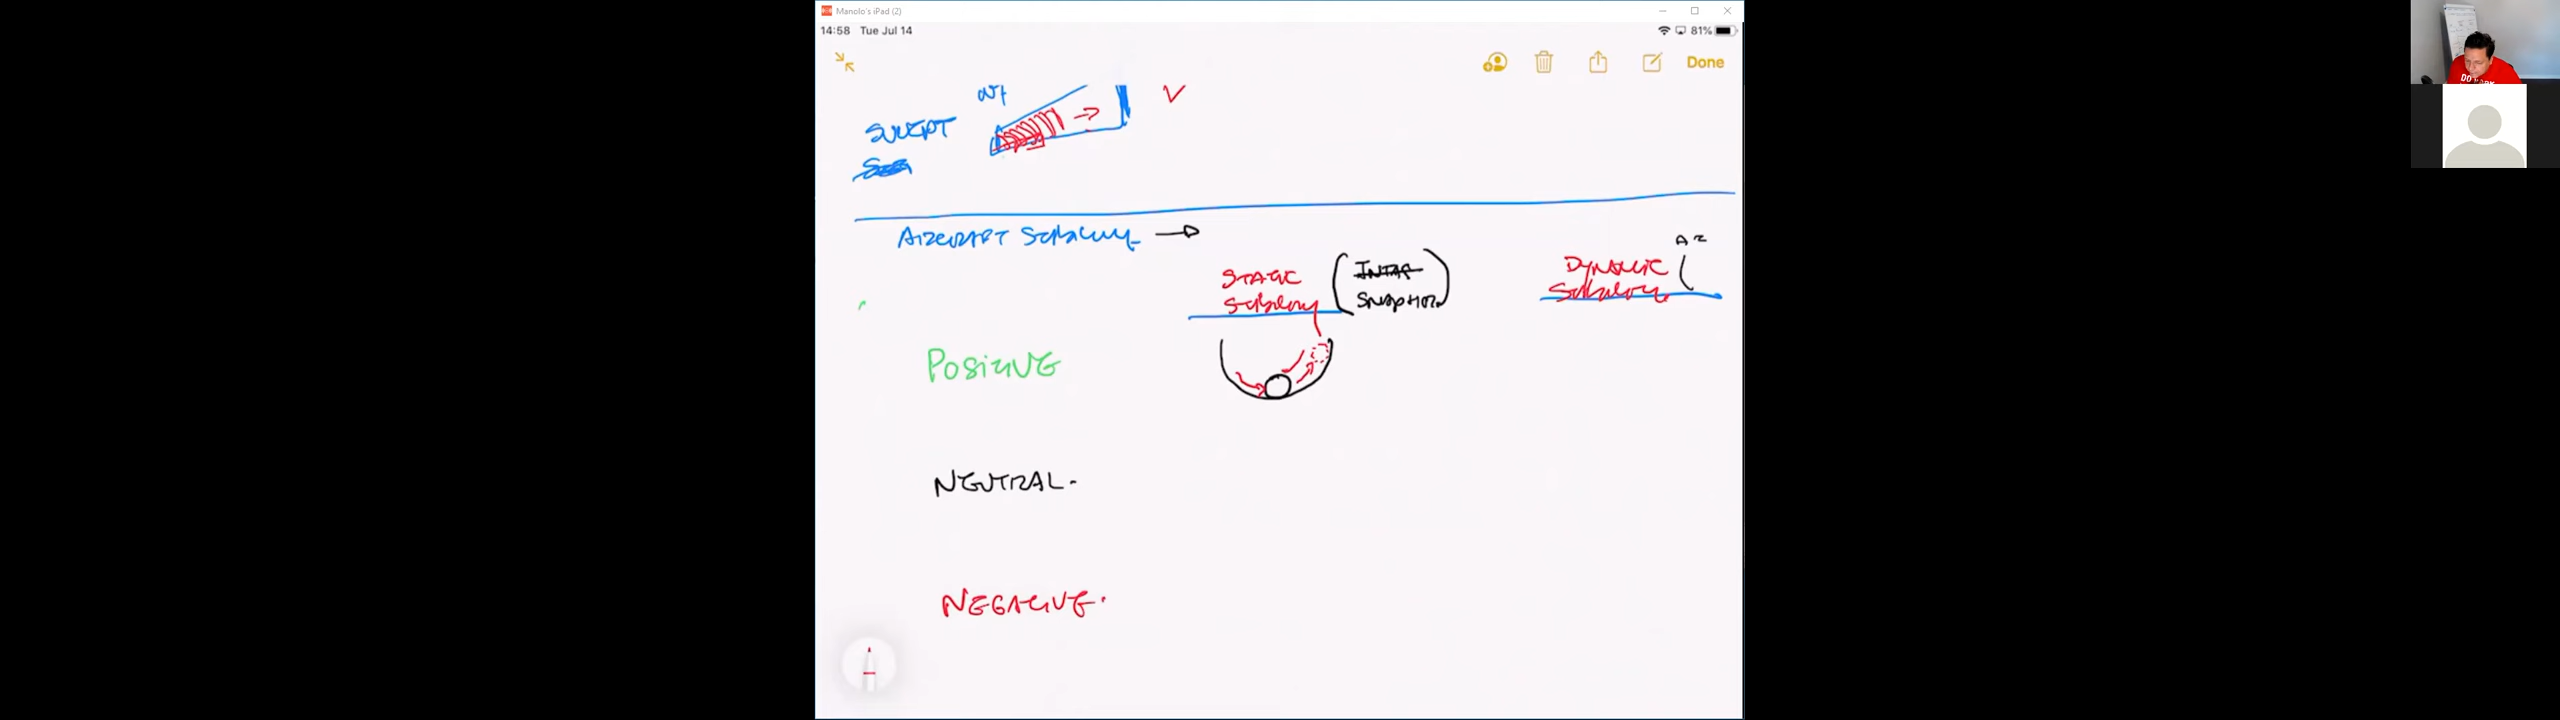 Manolo's iPad (2)
14:58 Tue Jul 14
81%
Done
SWEPT
V
AIRCRAFT Stability
STATIC
Stability
SNAPSHOT
DYNAMIC
Stability
POSITIVE
NEUTRAL.
NEGATIVE.